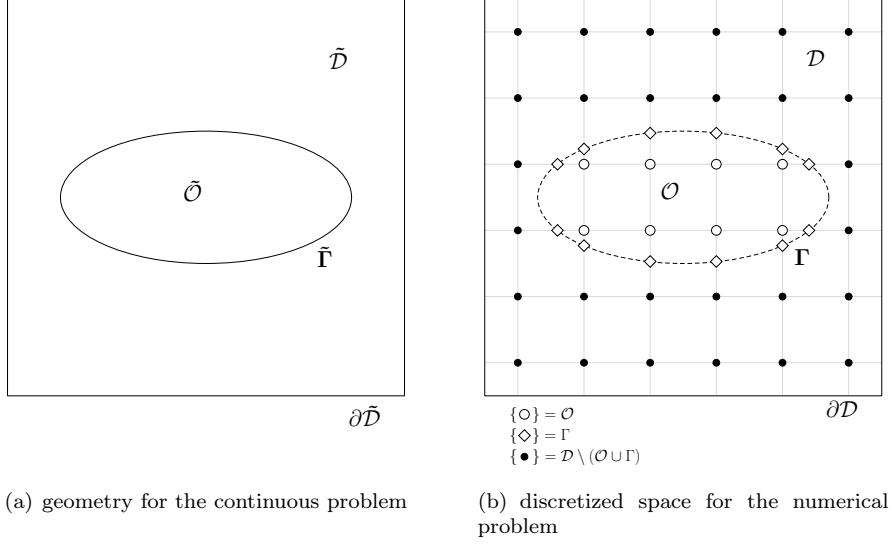 𝒟̃
𝒪̃
Γ̃
∂𝒟̃
𝒟
𝒪
Γ
∂𝒟
{○} = 𝒪
{◇} = Γ
{●} = 𝒟 \ (𝒪 ∪ Γ)
(a) geometry for the continuous problem
(b) discretized space for the numerical
problem